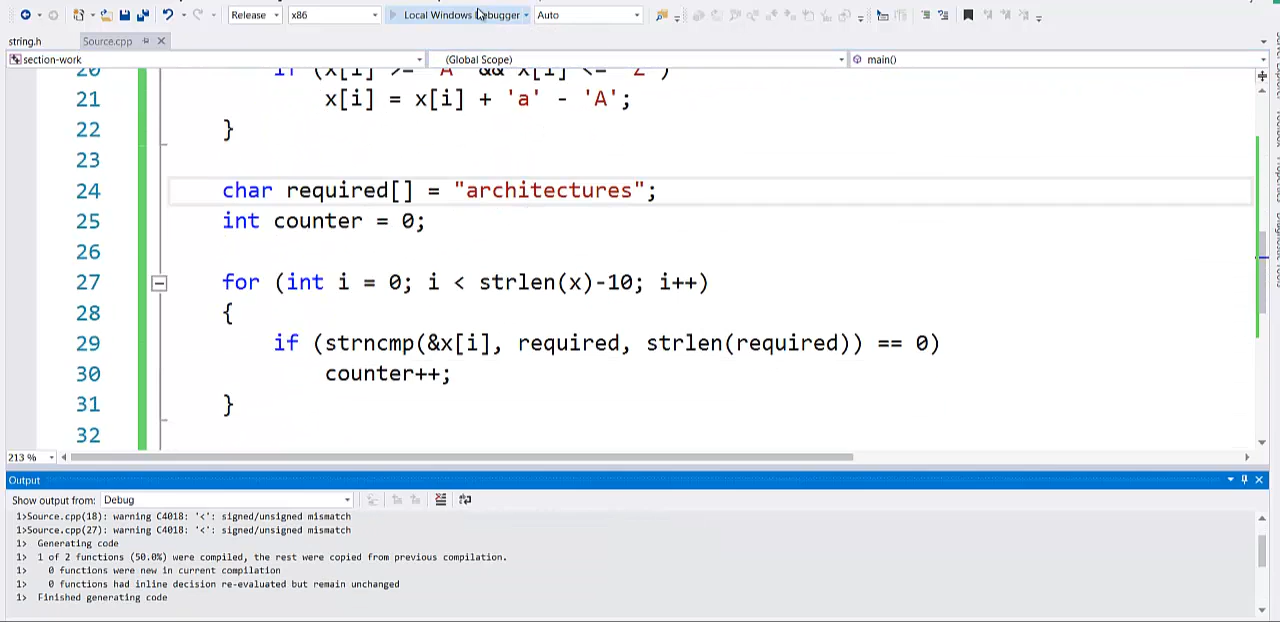 Release x86 Local Windows Debugger Auto
string.h Source.cpp
section-work (Global Scope) main()
20 if (x[i] >= 'A' && x[i] <= 'Z')
21 x[i] = x[i] + 'a' - 'A';
22 }
23
24 char required[] = "architectures";
25 int counter = 0;
26
27 for (int i = 0; i < strlen(x)-10; i++)
28 {
29 if (strncmp(&x[i], required, strlen(required)) == 0)
30 counter++;
31 }
32
213 %
Output
Show output from: Debug
1>Source.cpp(18): warning C4018: '<': signed/unsigned mismatch
1>Source.cpp(27): warning C4018: '<': signed/unsigned mismatch
1> Generating code
1> 1 of 2 functions (50.0%) were compiled, the rest were copied from previous compilation.
1> 0 functions were new in current compilation
1> 0 functions had inline decision re-evaluated but remain unchanged
1> Finished generating code